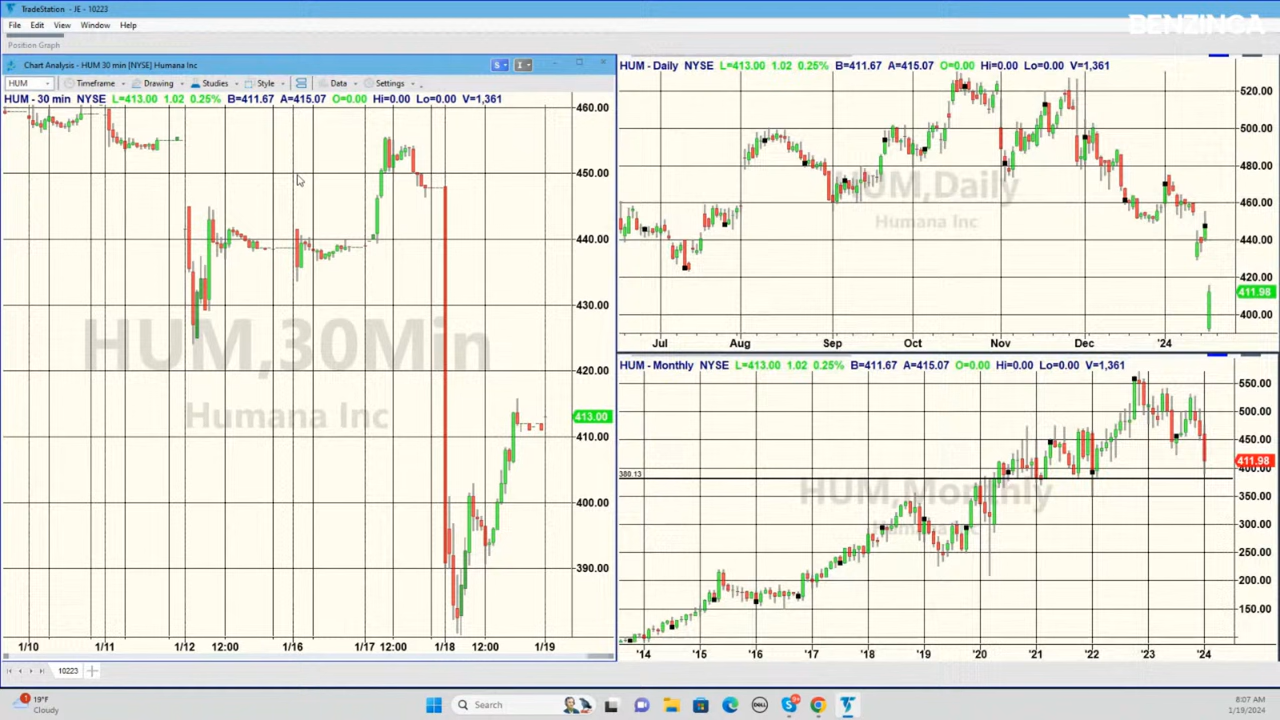 TradeStation - JE - 10223
File Edit View Window Help
BENZINGA
Position Graph
Chart Analysis - HUM 30 min [NYSE] Humana Inc
S I
HUM Timeframe Drawing Studies Style Data Settings
HUM - 30 min NYSE L=413.00 1.02 0.25% B=411.67 A=415.07 O=0.00 Hi=0.00 Lo=0.00 V=1,361
460.00
450.00
440.00
430.00
420.00
413.00
410.00
400.00
390.00
HUM,30Min
Humana Inc
1/10 1/11 1/12 12:00 1/16 1/17 12:00 1/18 12:00 1/19
HUM - Daily NYSE L=413.00 1.02 0.25% B=411.67 A=415.07 O=0.00 Hi=0.00 Lo=0.00 V=1,361
520.00
500.00
480.00
460.00
440.00
420.00
411.98
400.00
HUM,Daily
Humana Inc
Jul Aug Sep Oct Nov Dec '24
HUM - Monthly NYSE L=413.00 1.02 0.25% B=411.67 A=415.07 O=0.00 Hi=0.00 Lo=0.00 V=1,361
550.00
500.00
450.00
411.98
400.00
350.00
300.00
250.00
200.00
150.00
380.13
HUM,Monthly
Humana Inc
'14 '15 '16 '17 '18 '19 '20 '21 '22 '23 '24
10223
1 19°F
Cloudy
Search
DELL
9+
8:07 AM
1/19/2024